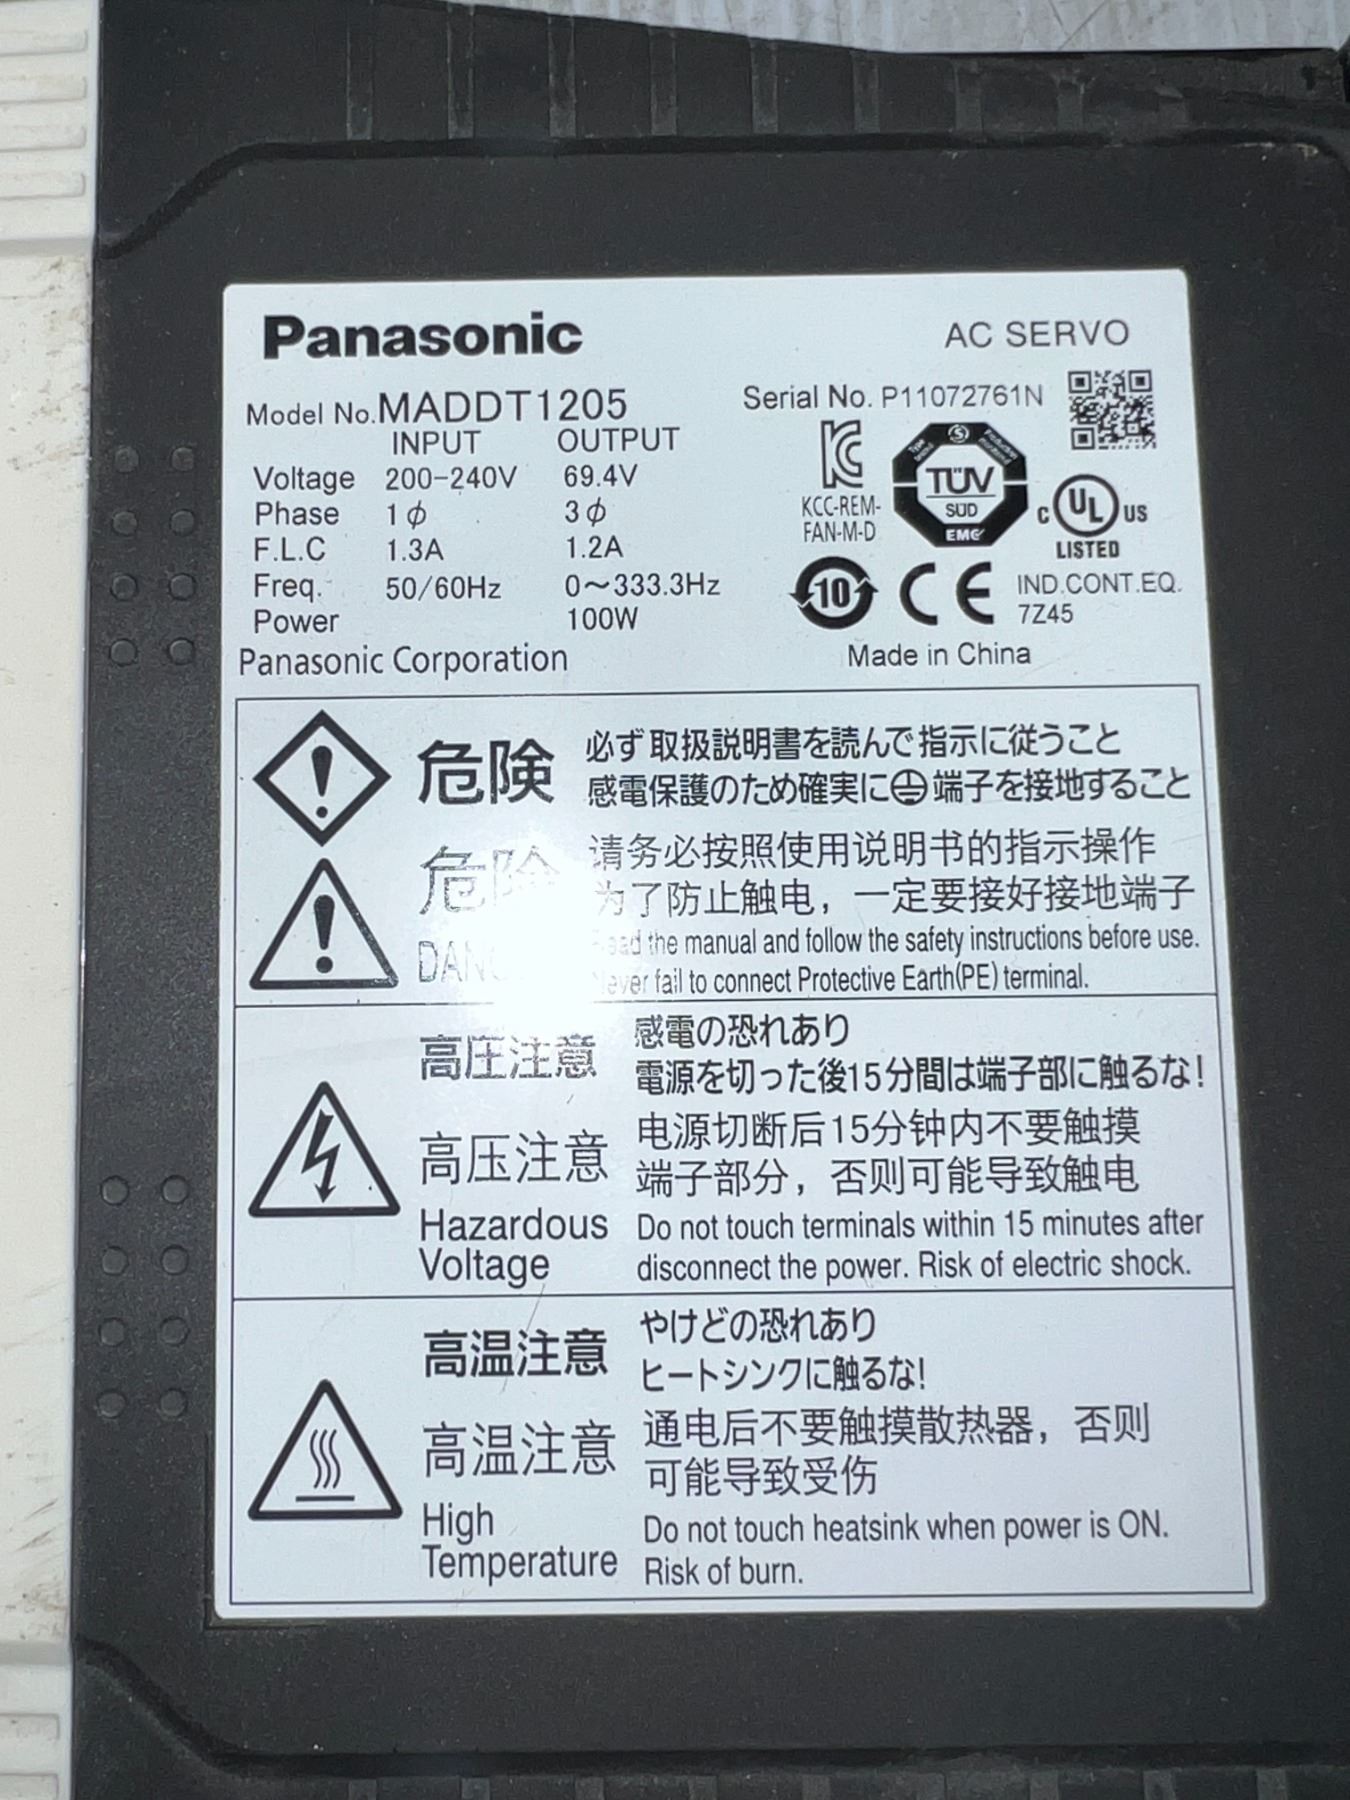 Panasonic
AC SERVO
Model No. MADDT1205
Serial No. P11072761N
INPUT OUTPUT
Voltage 200-240V 69.4V
Phase 1ϕ 3ϕ
F.L.C 1.3A 1.2A
Freq. 50/60Hz 0~333.3Hz
Power 100W
Panasonic Corporation
KCC-REM-
FAN-M-D
TÜV
SÜD
EMC
C UL US
LISTED
10
CE
IND.CONT.EQ.
7Z45
Made in China
危険
必ず取扱説明書を読んで指示に従うこと
感電保護のため確実に⏚端子を接地すること
危险
请务必按照使用说明书的指示操作
为了防止触电，一定要接好接地端子
the manual and follow the safety instructions before use.
fail to connect Protective Earth(PE) terminal.
高圧注意
感電の恐れあり
電源を切った後15分間は端子部に触るな!
高压注意
电源切断后15分钟内不要触摸
端子部分，否则可能导致触电
Hazardous
Voltage
Do not touch terminals within 15 minutes after
disconnect the power. Risk of electric shock.
高温注意
やけどの恐れあり
ヒートシンクに触るな!
高温注意
通电后不要触摸散热器，否则
可能导致受伤
High
Temperature
Do not touch heatsink when power is ON.
Risk of burn.